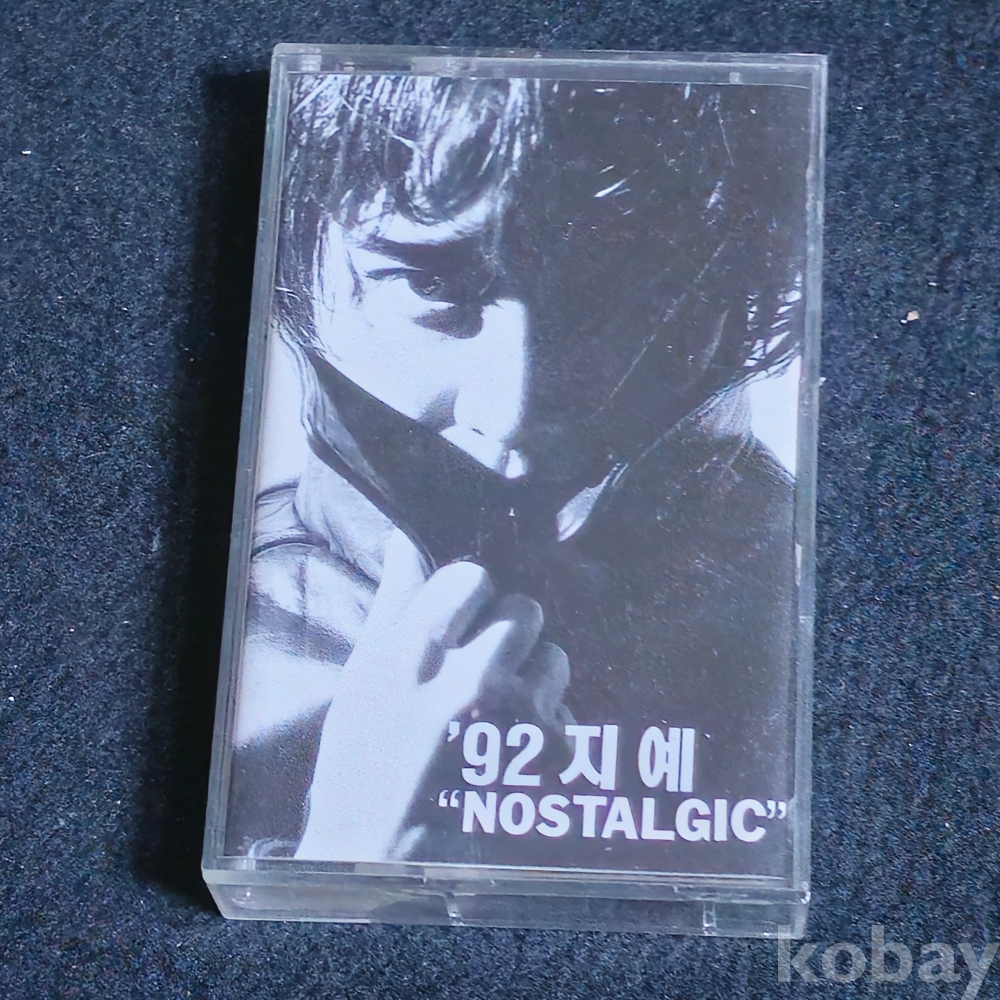 ’92 지예
“NOSTALGIC”
kobay